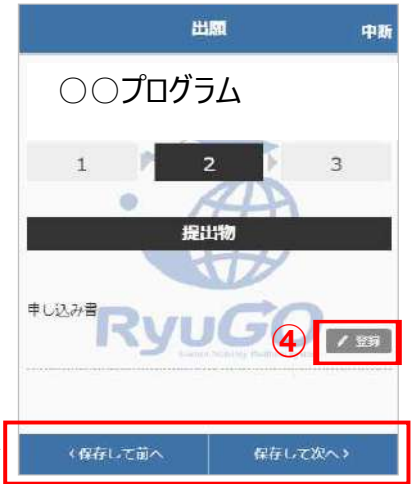 出願 中断
○○プログラム
1 2 3
提出物
申し込み書
RyuGO
④ 登録
＜保存して前へ 保存して次へ＞